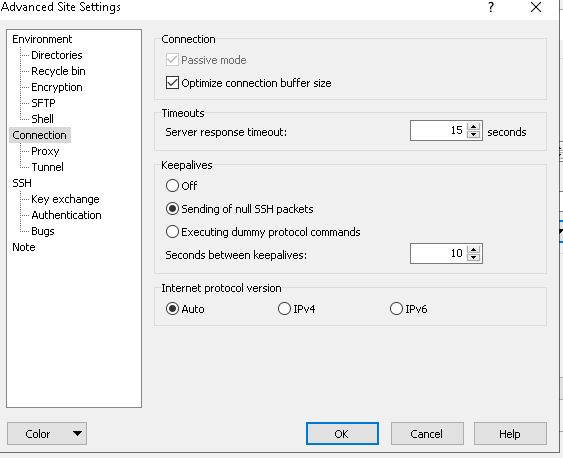 Advanced Site Settings ?
Environment
Directories
Recycle bin
Encryption
SFTP
Shell
Connection
Proxy
Tunnel
SSH
Key exchange
Authentication
Bugs
Note
Connection
Passive mode
Optimize connection buffer size
Timeouts
Server response timeout: 15 seconds
Keepalives
Off
Sending of null SSH packets
Executing dummy protocol commands
Seconds between keepalives: 10
Internet protocol version
Auto IPv4 IPv6
Color OK Cancel Help